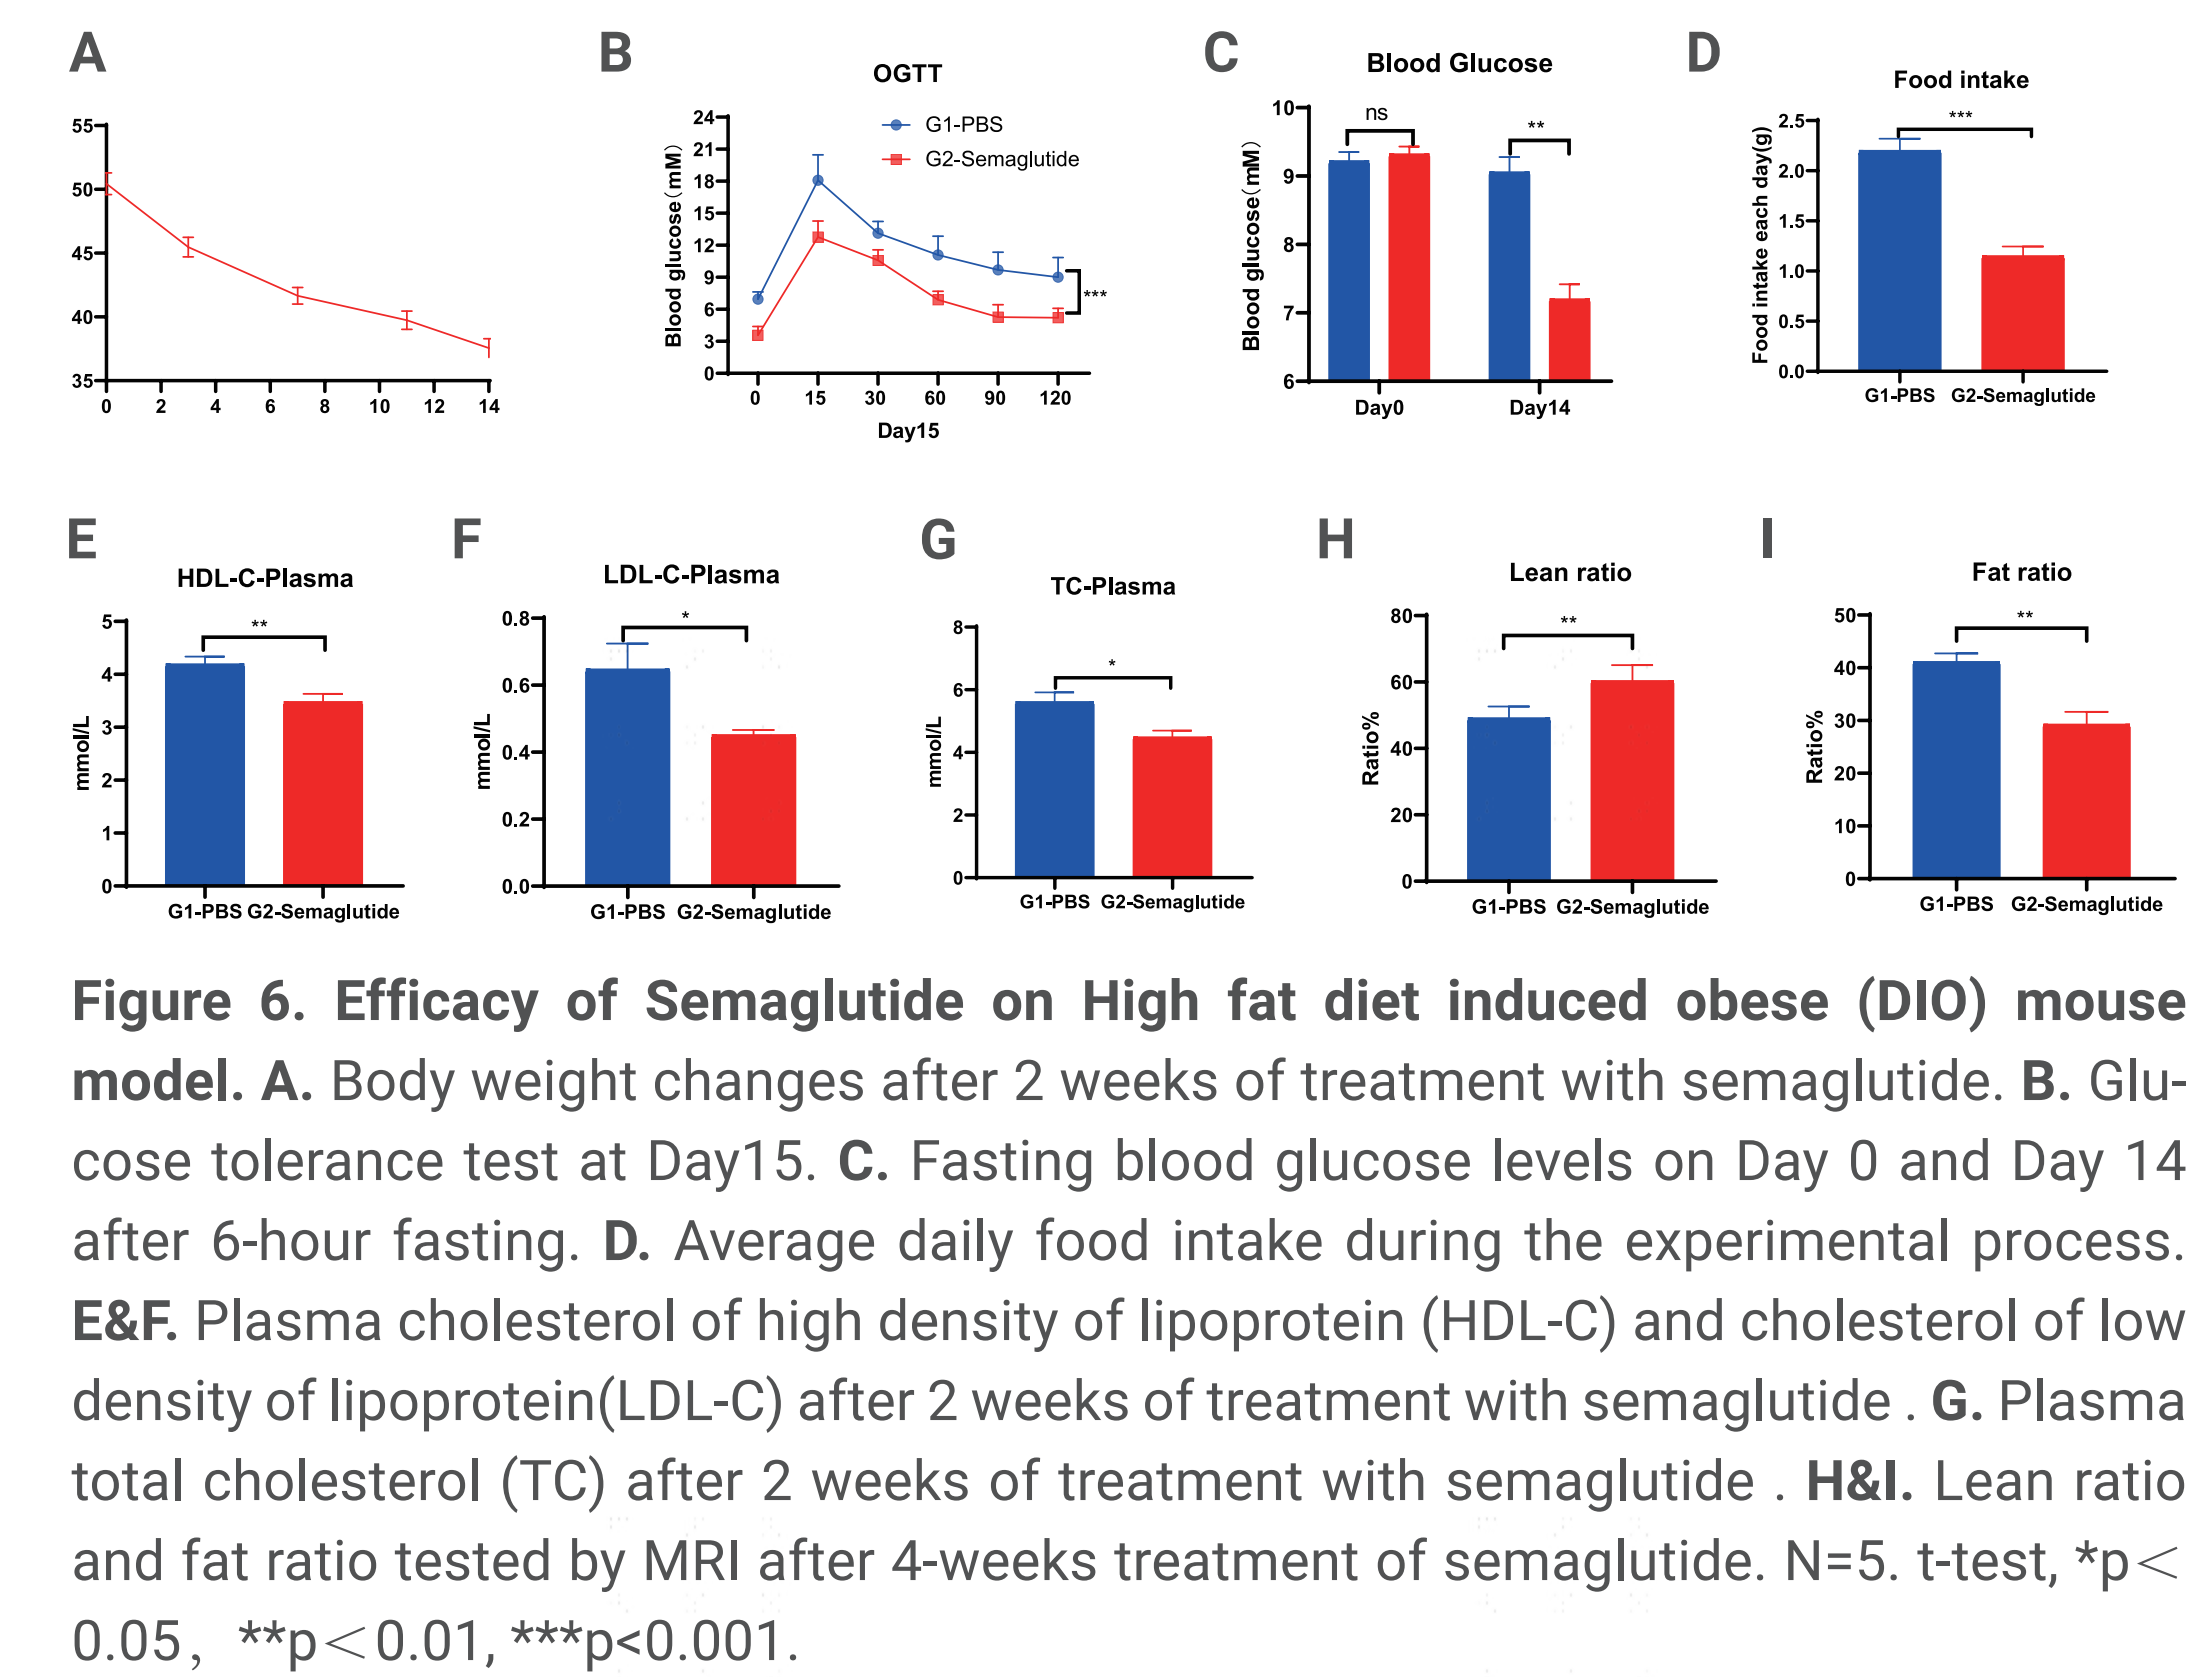 A
B
C
D
OGTT
Blood Glucose
Food intake
55
50
45
40
35
0 2 4 6 8 10 12 14
Blood glucose(mM)
24
21
18
15
12
9
6
3
0
G1-PBS
G2-Semaglutide
***
0 15 30 60 90 120
Day15
Blood glucose(mM)
10
9
8
7
6
ns
**
Day0 Day14
Food intake each day(g)
2.5
2.0
1.5
1.0
0.5
0.0
***
G1-PBS G2-Semaglutide
E
F
G
H
I
HDL-C-Plasma
mmol/L
5
4
3
2
1
0
**
G1-PBS G2-Semaglutide
LDL-C-Plasma
mmol/L
0.8
0.6
0.4
0.2
0.0
*
G1-PBS G2-Semaglutide
TC-Plasma
mmol/L
8
6
4
2
0
*
G1-PBS G2-Semaglutide
Lean ratio
Ratio%
80
60
40
20
0
**
G1-PBS G2-Semaglutide
Fat ratio
Ratio%
50
40
30
20
10
0
**
G1-PBS G2-Semaglutide
Figure 6. Efficacy of Semaglutide on High fat diet induced obese (DIO) mouse
model. A. Body weight changes after 2 weeks of treatment with semaglutide. B. Glu-
cose tolerance test at Day15. C. Fasting blood glucose levels on Day 0 and Day 14
after 6-hour fasting. D. Average daily food intake during the experimental process.
E&F. Plasma cholesterol of high density of lipoprotein (HDL-C) and cholesterol of low
density of lipoprotein(LDL-C) after 2 weeks of treatment with semaglutide . G. Plasma
total cholesterol (TC) after 2 weeks of treatment with semaglutide . H&I. Lean ratio
and fat ratio tested by MRI after 4-weeks treatment of semaglutide. N=5. t-test, *p<
0.05, **p<0.01, ***p<0.001.